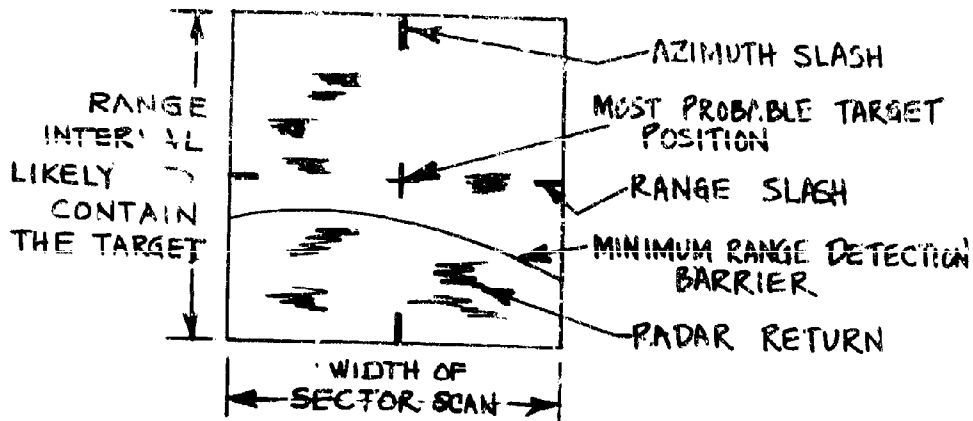 RANGE
LIKELY
CONTAIN
THE TARGET
AZIMUTH SLASH
MOST PROBABLE TARGET
POSITION
RANGE SLASH
MINIMUM RANGE DETECTION
BARRIER
RADAR RETURN
WIDTH OF
SECTOR SCAN